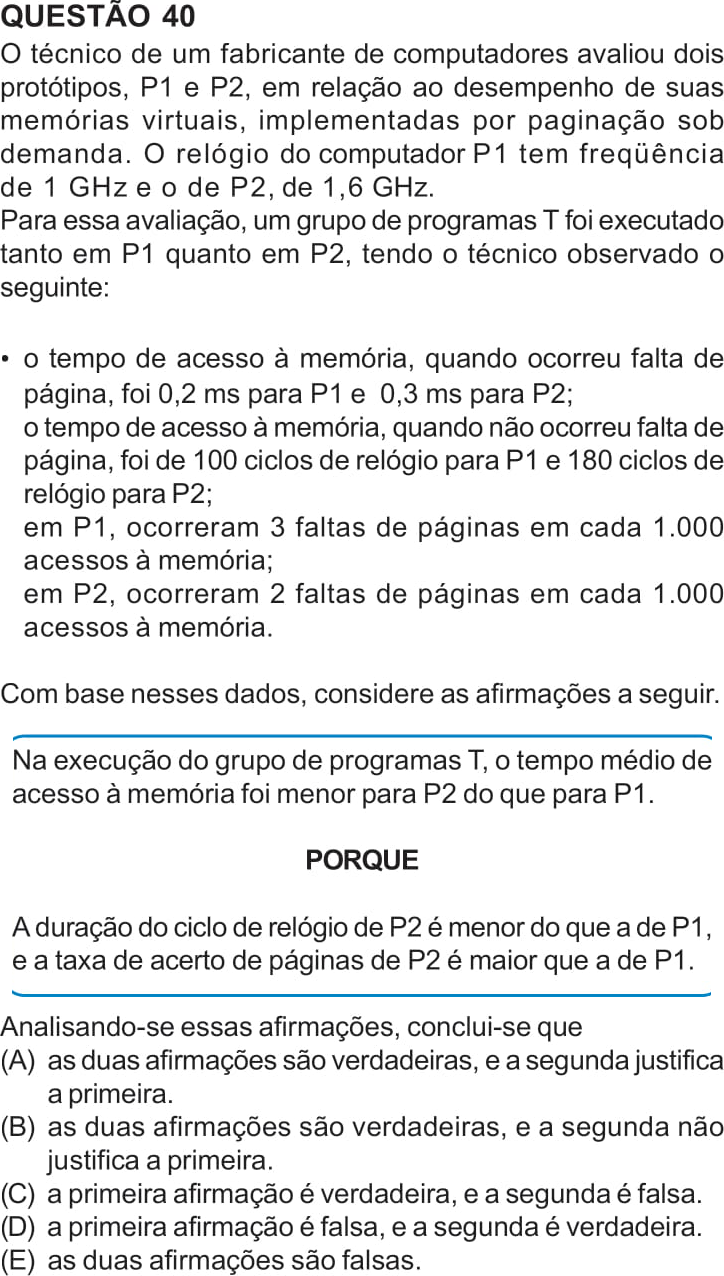 QUESTÃO 40
O técnico de um fabricante de computadores avaliou dois
protótipos, P1 e P2, em relação ao desempenho de suas
memórias virtuais, implementadas por paginação sob
demanda. O relógio do computador P1 tem freqüência
de 1 GHz e o de P2, de 1,6 GHz.
Para essa avaliação, um grupo de programas T foi executado
tanto em P1 quanto em P2, tendo o técnico observado o
seguinte:
• o tempo de acesso à memória, quando ocorreu falta de
página, foi 0,2 ms para P1 e 0,3 ms para P2;
o tempo de acesso à memória, quando não ocorreu falta de
página, foi de 100 ciclos de relógio para P1 e 180 ciclos de
relógio para P2;
em P1, ocorreram 3 faltas de páginas em cada 1.000
acessos à memória;
em P2, ocorreram 2 faltas de páginas em cada 1.000
acessos à memória.
Com base nesses dados, considere as afirmações a seguir.
Na execução do grupo de programas T, o tempo médio de
acesso à memória foi menor para P2 do que para P1.
PORQUE
A duração do ciclo de relógio de P2 é menor do que a de P1,
e a taxa de acerto de páginas de P2 é maior que a de P1.
Analisando-se essas afirmações, conclui-se que
(A) as duas afirmações são verdadeiras, e a segunda justifica
a primeira.
(B) as duas afirmações são verdadeiras, e a segunda não
justifica a primeira.
(C) a primeira afirmação é verdadeira, e a segunda é falsa.
(D) a primeira afirmação é falsa, e a segunda é verdadeira.
(E) as duas afirmações são falsas.